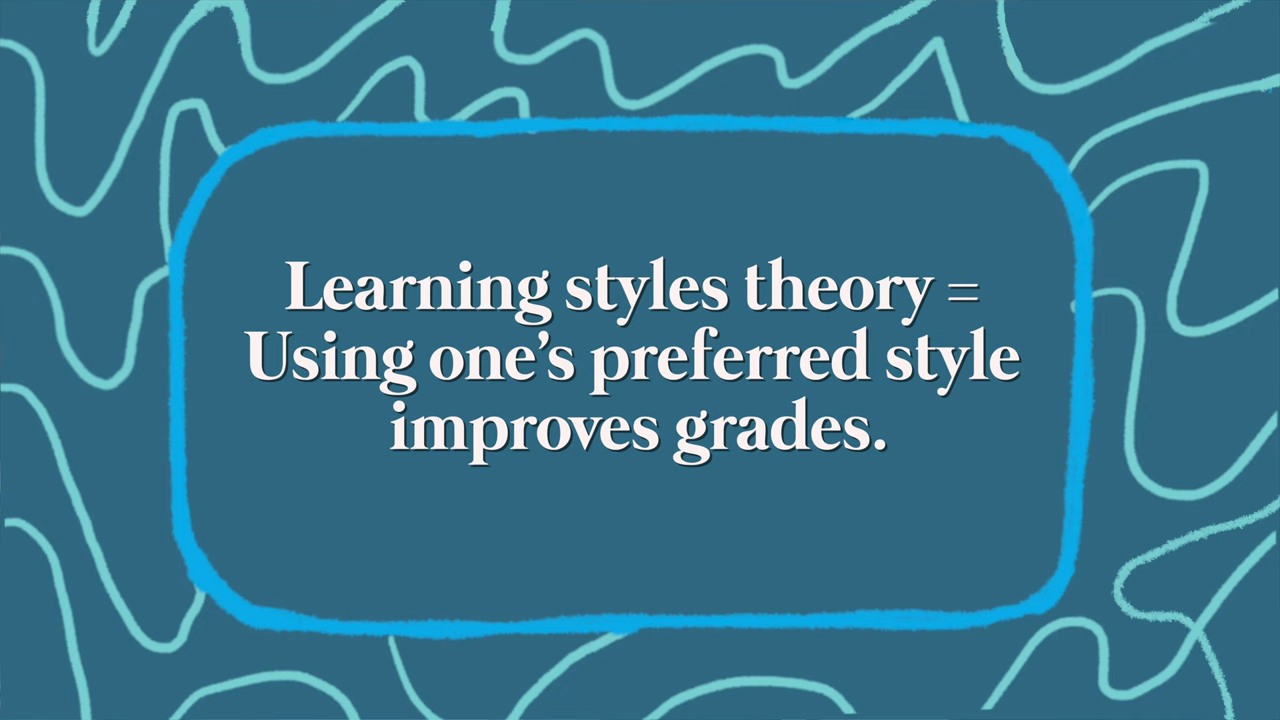 Learning styles theory =
Using one’s preferred style
improves grades.